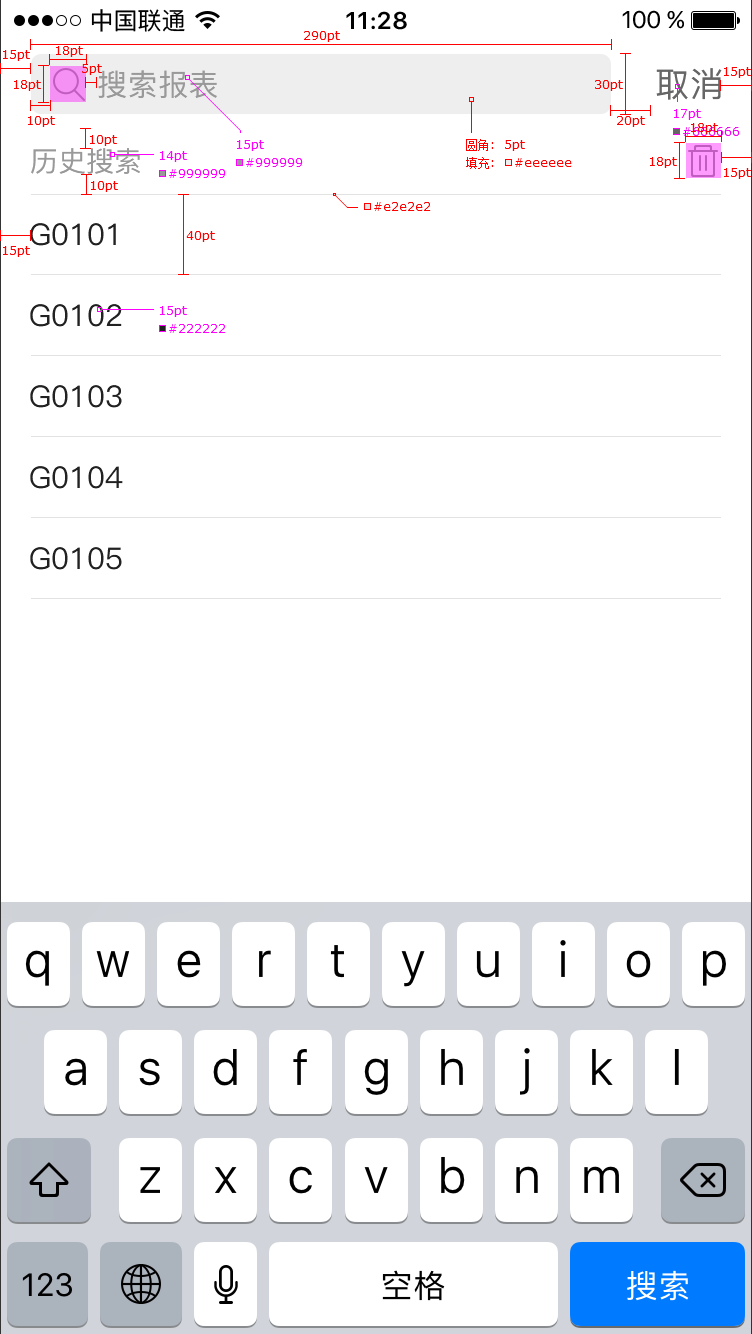 中国联通 11:28 100 %
290pt
15pt 18pt 5pt 15pt
18pt 搜索报表 30pt 取消
10pt 20pt 17pt
#666666
10pt 15pt 圆角: 5pt 18pt
历史搜索 14pt #999999 填充: #eeeeee 18pt
#999999 15pt
10pt
#e2e2e2
G0101 40pt
15pt
G0102 15pt
#222222
G0103
G0104
G0105
q w e r t y u i o p
a s d f g h j k l
z x c v b n m
123 空格 搜索